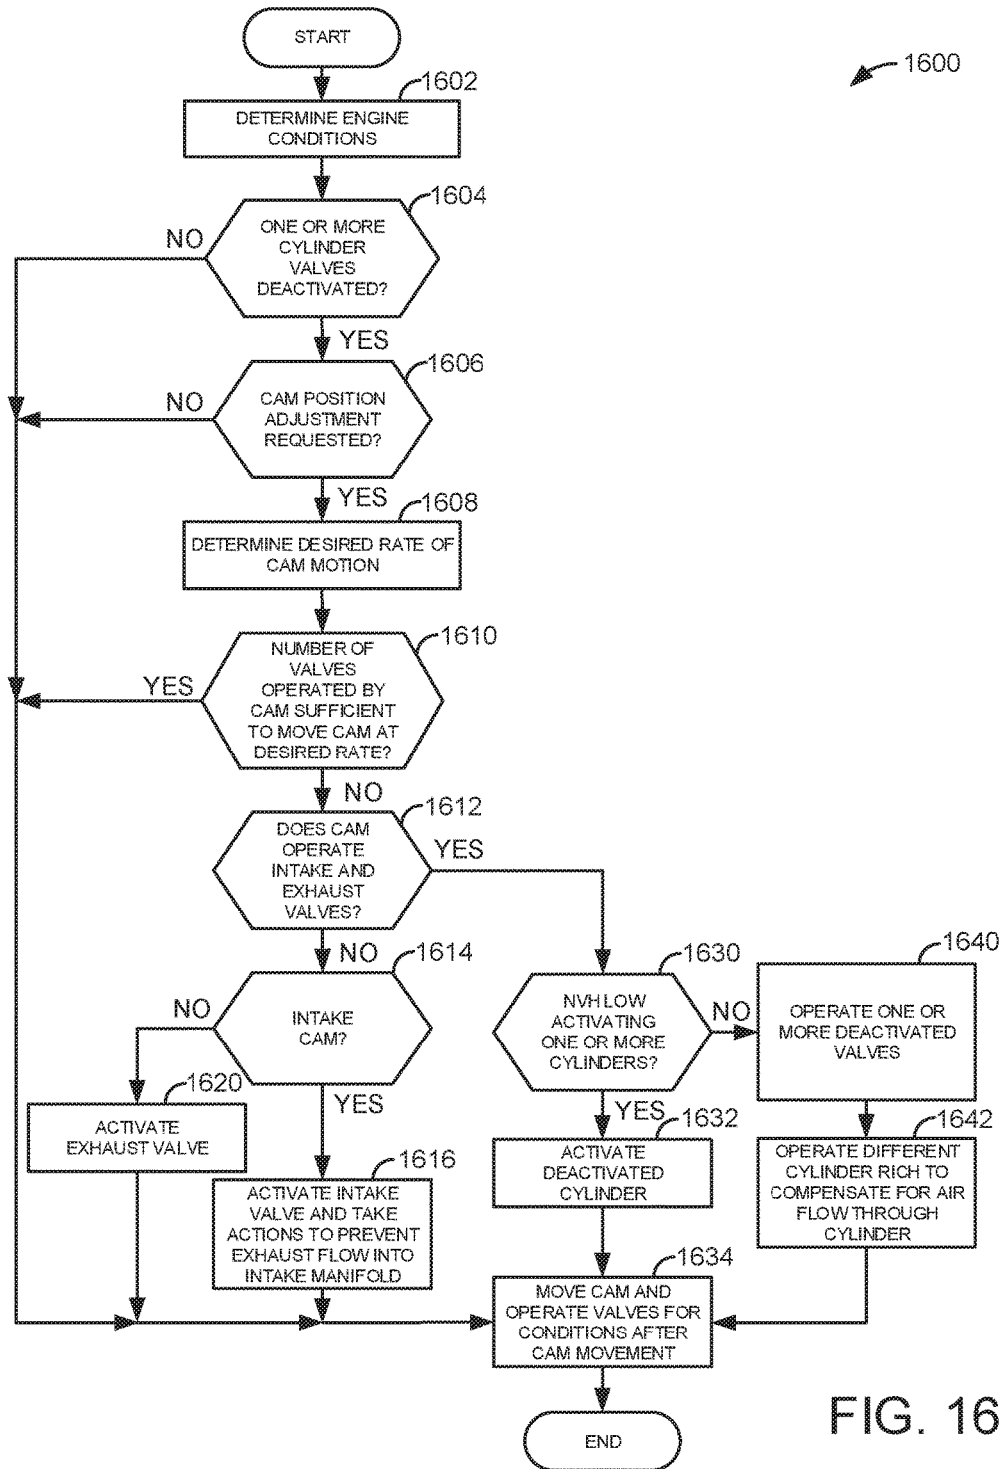 START
1600
1602
DETERMINE ENGINE
CONDITIONS
1604
ONE OR MORE
CYLINDER
VALVES
DEACTIVATED?
NO
YES
1606
CAM POSITION
ADJUSTMENT
REQUESTED?
NO
YES
1608
DETERMINE DESIRED RATE OF
CAM MOTION
1610
NUMBER OF
VALVES
OPERATED BY
CAM SUFFICIENT
TO MOVE CAM AT
DESIRED RATE?
YES
NO
1612
DOES CAM
OPERATE
INTAKE AND
EXHAUST
VALVES?
YES
NO
1614
INTAKE
CAM?
NO
YES
1620
ACTIVATE
EXHAUST VALVE
1616
ACTIVATE INTAKE
VALVE AND TAKE
ACTIONS TO PREVENT
EXHAUST FLOW INTO
INTAKE MANIFOLD
1630
NVH LOW
ACTIVATING
ONE OR MORE
CYLINDERS?
NO
YES
1640
OPERATE ONE OR
MORE DEACTIVATED
VALVES
1632
ACTIVATE
DEACTIVATED
CYLINDER
1642
OPERATE DIFFERENT
CYLINDER RICH TO
COMPENSATE FOR AIR
FLOW THROUGH
CYLINDER
1634
MOVE CAM AND
OPERATE VALVES FOR
CONDITIONS AFTER
CAM MOVEMENT
END
FIG. 16